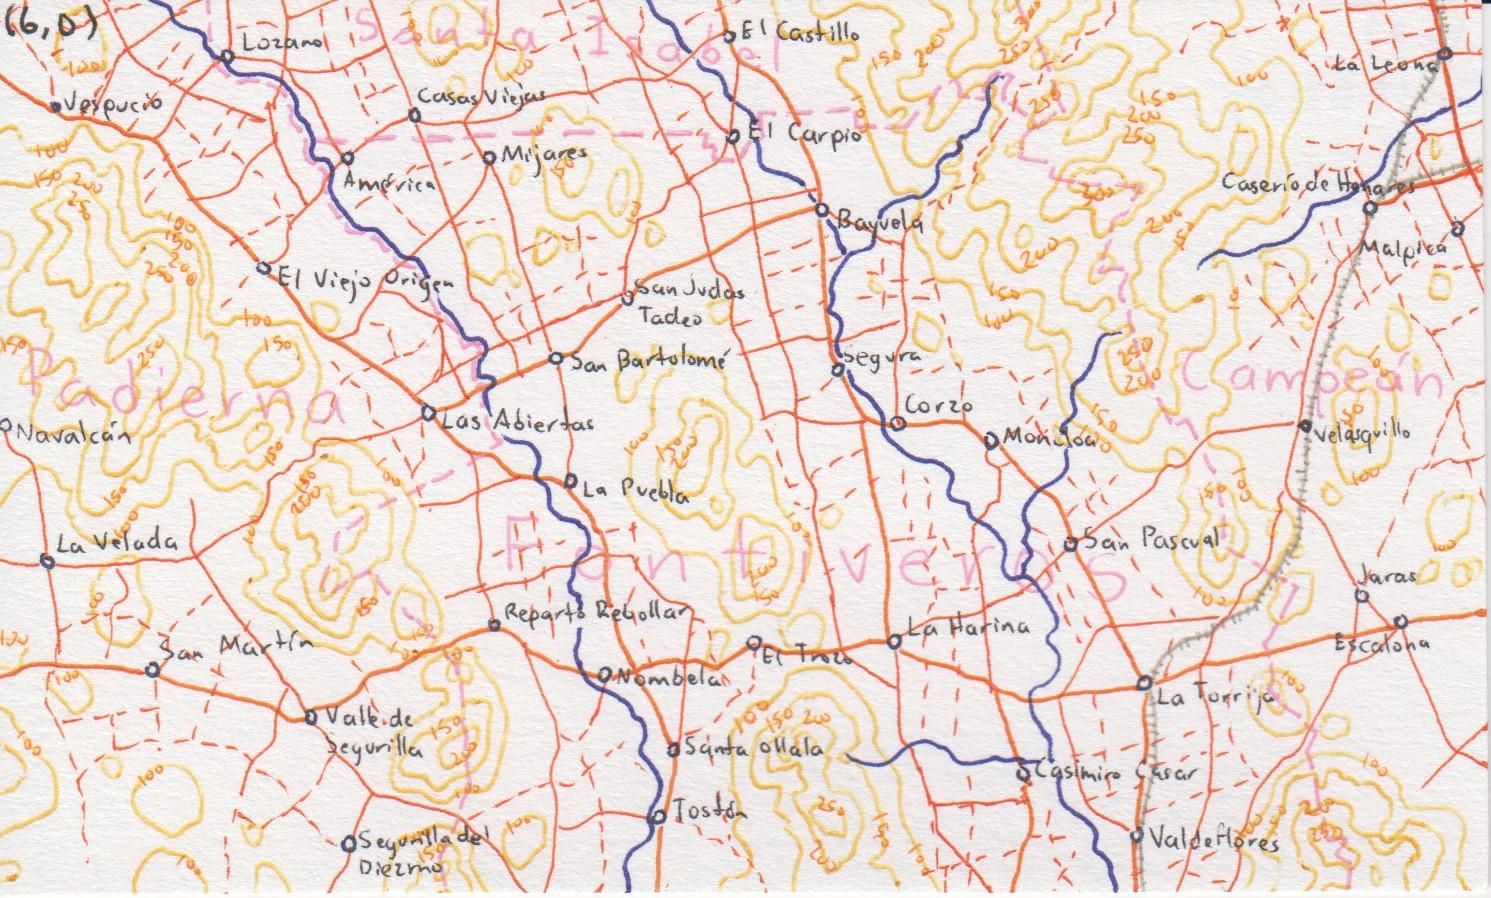 (6,0)
Santa Isabel
El Castillo
Lozano
La Leona
Vespucio
Casas Viejas
El Carpio
Mijares
América
Caserío de Henares
Bayuela
Malpica
El Viejo Origen
San Judas
Tadeo
San Bartolomé
Segura
Padierna
Campeán
Las Abiertas
Corzo
Navalcán
Moncloa
Velasquillo
La Puebla
La Velada
San Pascual
Fontiveros
Jaras
Reparto Rebollar
La Harina
San Martín
El Trozo
Escalona
Nombela
La Torrija
Valle de
Segurilla
Santa Ollala
Casimiro Casar
Tostón
Segurilla del
Diezmo
Valdeflores